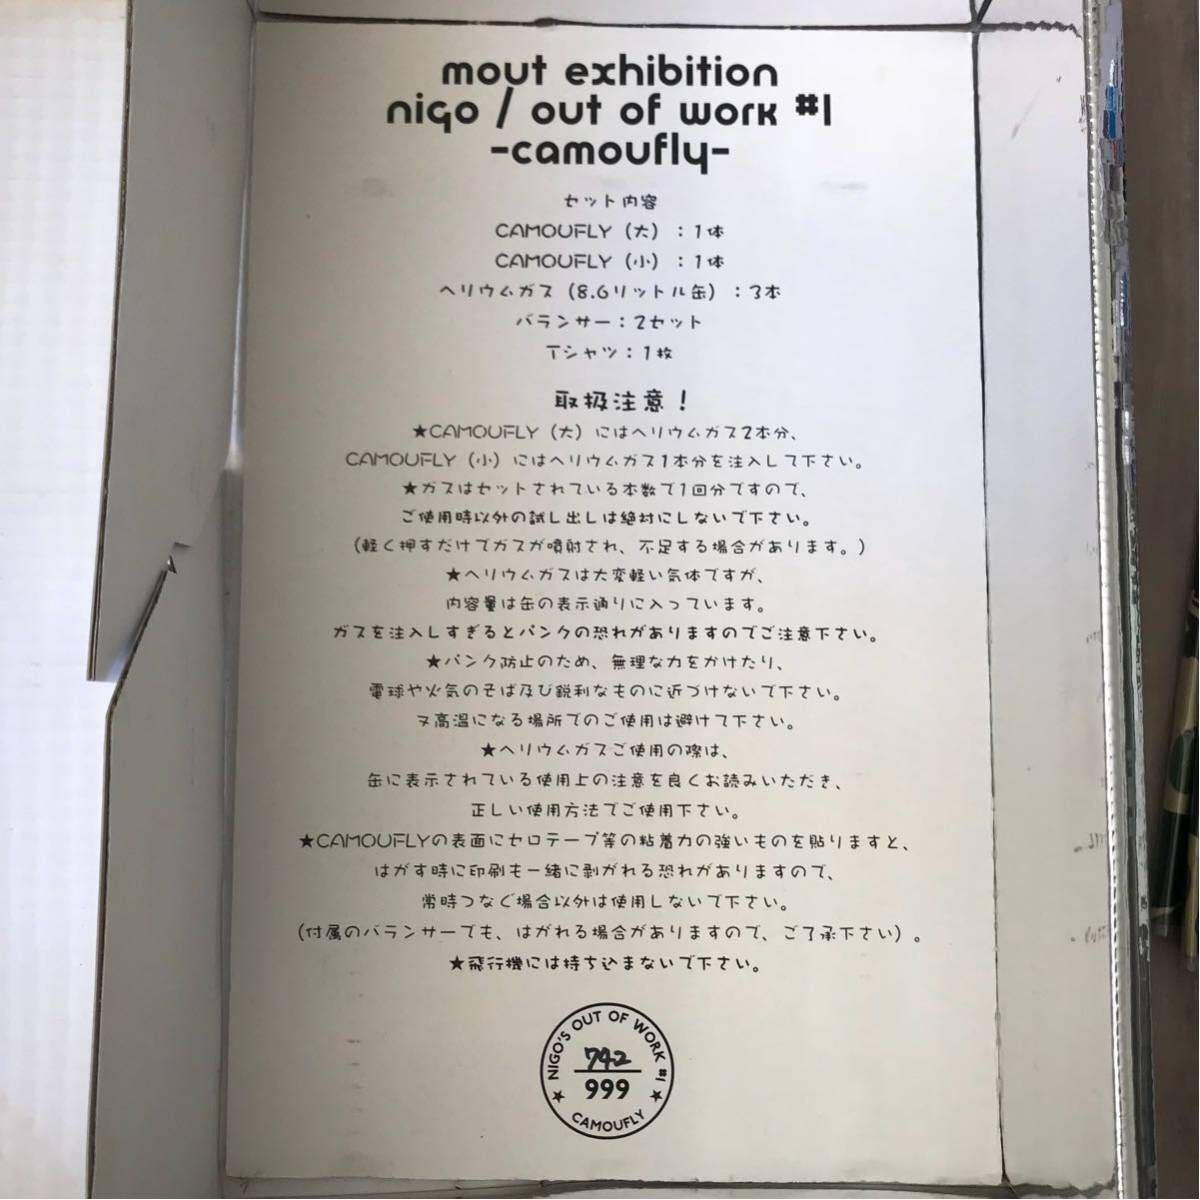 mout exhibition
nigo / out of work #1
-camoufly-
セット内容
CAMOUFLY（大）：1体
CAMOUFLY（小）：1体
ヘリウムガス（8.6リットル缶）：3本
バランサー：2セット
Tシャツ：1枚
取扱注意！
★CAMOUFLY（大）にはヘリウムガス2本分、
CAMOUFLY（小）にはヘリウムガス1本分を注入して下さい。
★ガスはセットされている本数で1回分ですので、
ご使用時以外の試し出しは絶対にしないで下さい。
（軽く押すだけでガスが噴射され、不足する場合があります。）
★ヘリウムガスは大変軽い気体ですが、
内容量は缶の表示通りに入っています。
ガスを注入しすぎるとパンクの恐れがありますのでご注意下さい。
★パンク防止のため、無理な力をかけたり、
電球や火気のそば及び鋭利なものに近づけないで下さい。
又高温になる場所でのご使用は避けて下さい。
★ヘリウムガスご使用の際は、
缶に表示されている使用上の注意を良くお読みいただき、
正しい使用方法でご使用下さい。
★CAMOUFLYの表面にセロテープ等の粘着力の強いものを貼りますと、
はがす時に印刷も一緒に剥がれる恐れがありますので、
常時つなぐ場合以外は使用しないで下さい。
（付属のバランサーでも、はがれる場合がありますので、ご了承下さい）。
★飛行機には持ち込まないで下さい。
NIGO'S OUT OF WORK #1
742
999
★ CAMOUFLY ★